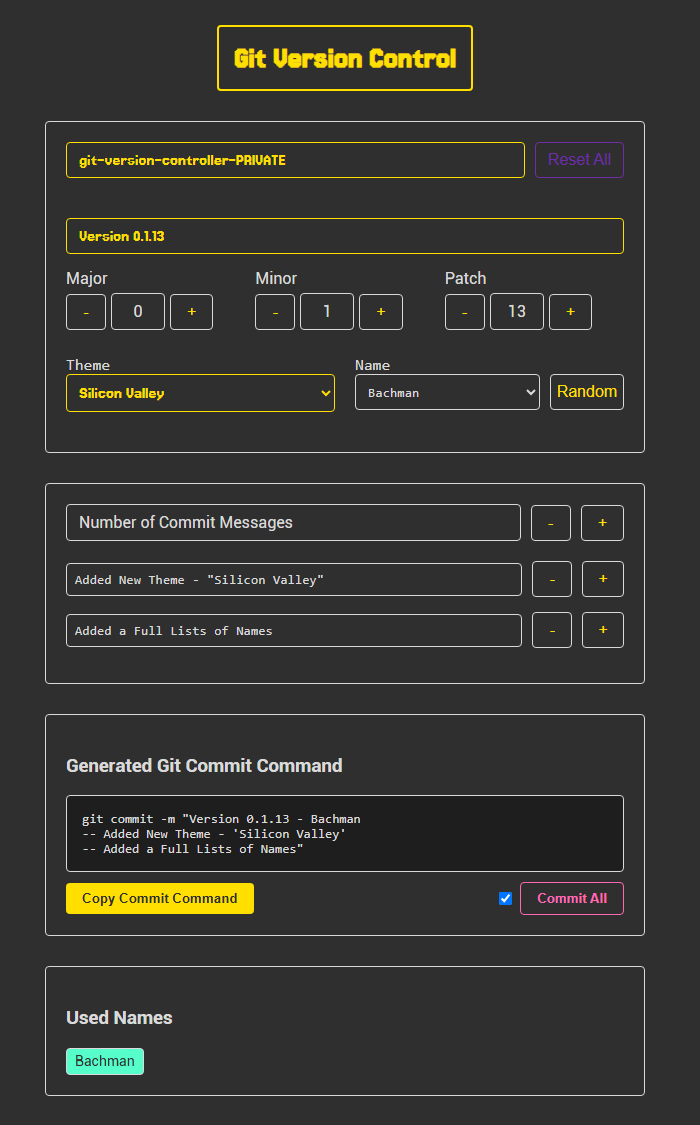 Git Version Control
git-version-controller-PRIVATE
Reset All
Version 0.1.13
Major
Minor
Patch
- 0 +
- 1 +
- 13 +
Theme
Name
Silicon Valley
Bachman
Random
Number of Commit Messages
- +
Added New Theme - "Silicon Valley"
- +
Added a Full Lists of Names
- +
Generated Git Commit Command
git commit -m "Version 0.1.13 - Bachman
-- Added New Theme - 'Silicon Valley'
-- Added a Full Lists of Names"
Copy Commit Command
Commit All
Used Names
Bachman